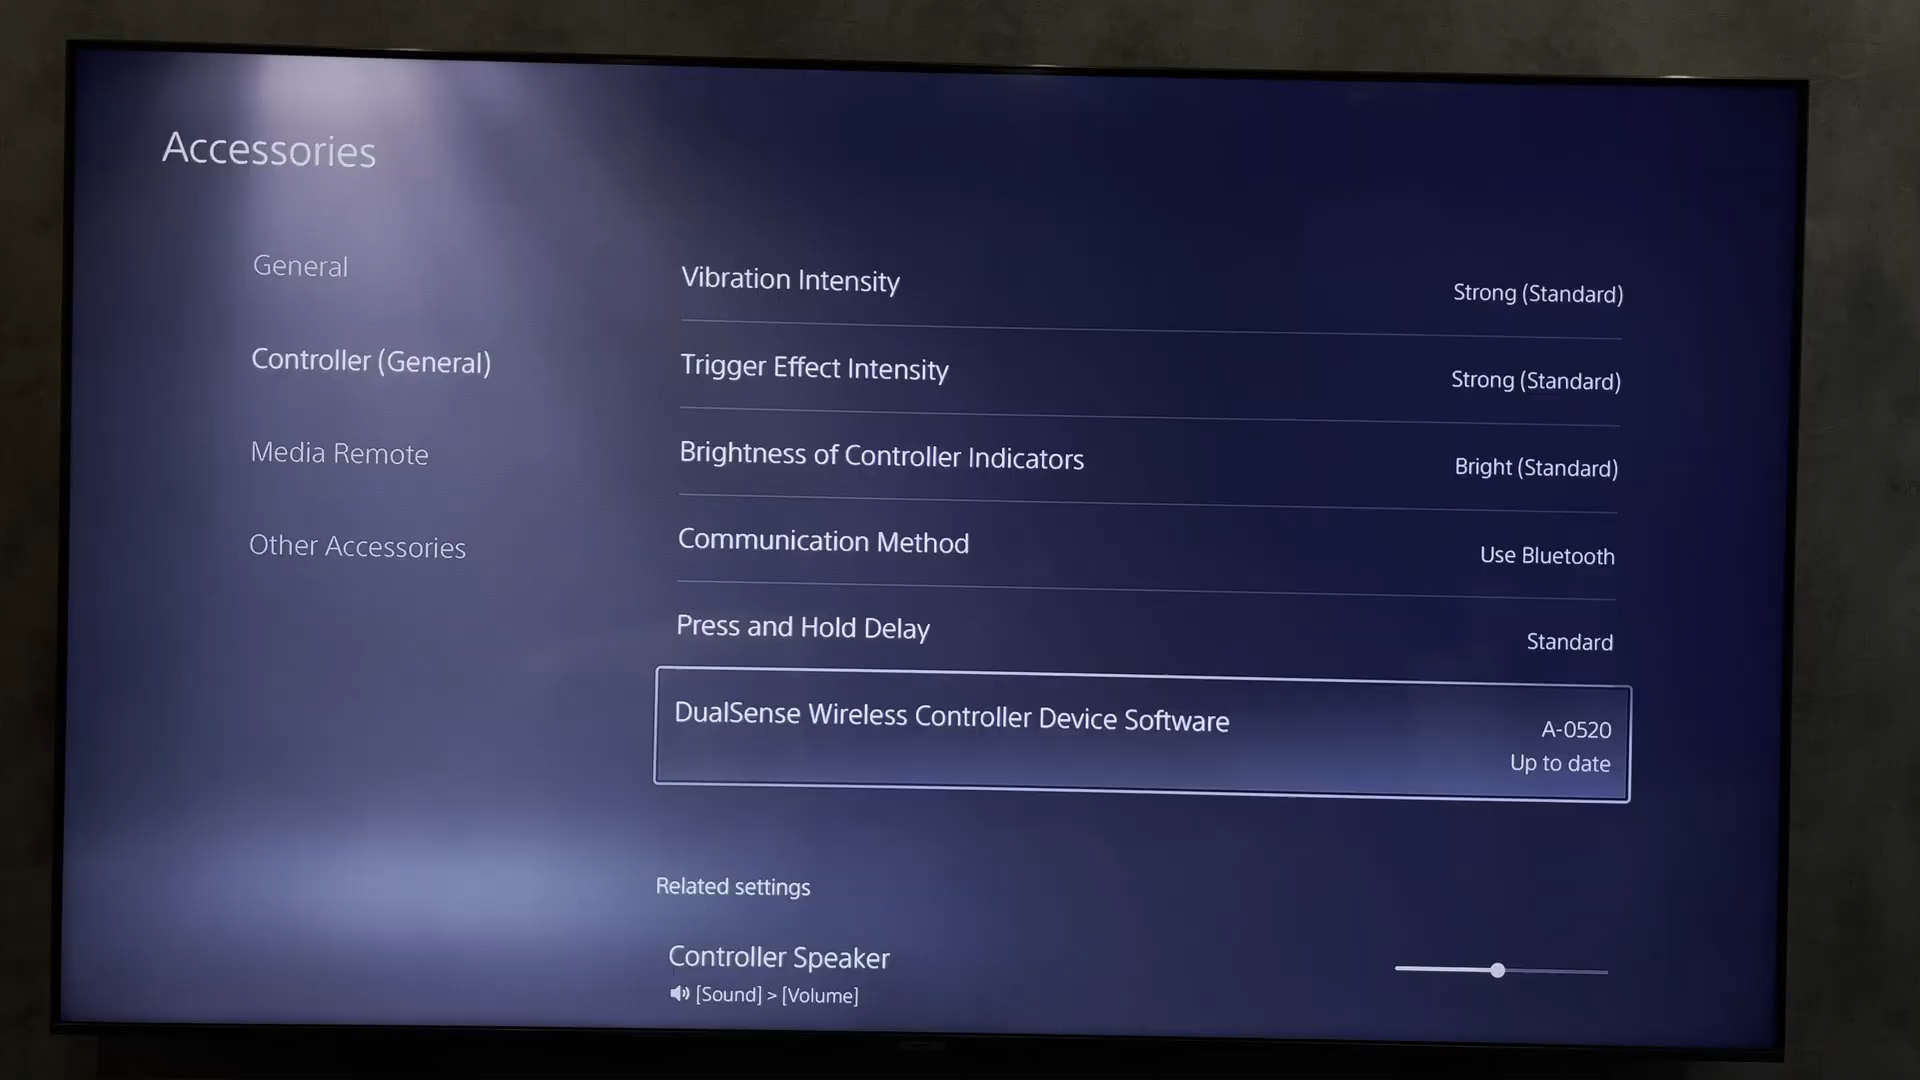 Accessories
General
Controller (General)
Media Remote
Other Accessories
Vibration Intensity
Strong (Standard)
Trigger Effect Intensity
Strong (Standard)
Brightness of Controller Indicators
Bright (Standard)
Communication Method
Use Bluetooth
Press and Hold Delay
Standard
DualSense Wireless Controller Device Software
A-0520
Up to date
Related settings
Controller Speaker
[Sound] > [Volume]